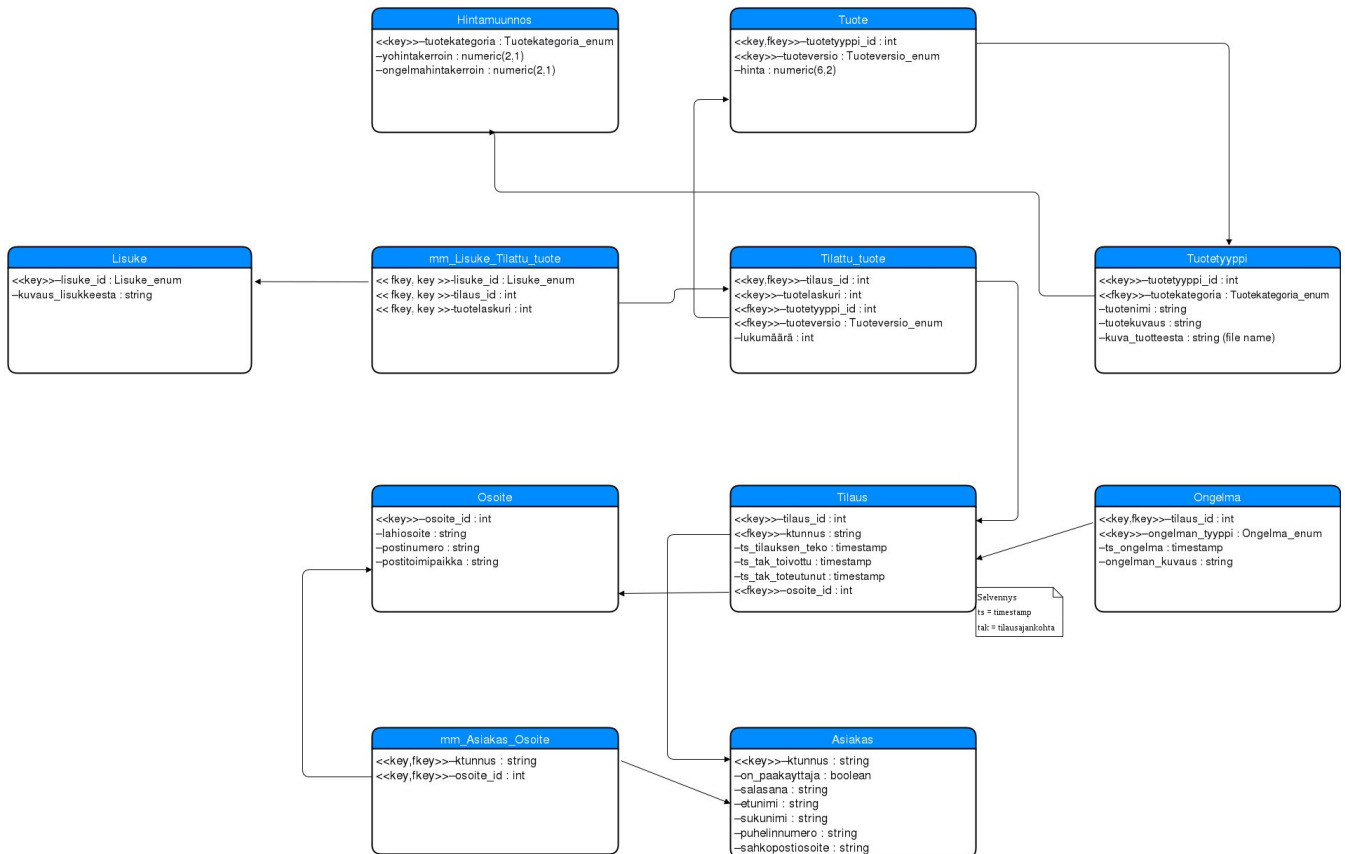 Hintamuunnos
<<key>>–tuotekategoria : Tuotekategoria_enum
–yohintakerroin : numeric(2,1)
–ongelmahintakerroin : numeric(2,1)
Tuote
<<key,fkey>>–tuotetyyppi_id : int
<<key>>–tuoteversio : Tuoteversio_enum
–hinta : numeric(6,2)
Lisuke
<<key>>–lisuke_id : Lisuke_enum
–kuvaus_lisukkeesta : string
mm_Lisuke_Tilattu_tuote
<< fkey, key >>-lisuke_id : Lisuke_enum
<< fkey, key >>-tilaus_id : int
<< fkey, key >>-tuotelaskuri : int
Tilattu_tuote
<<key,fkey>>–tilaus_id : int
<<key>>–tuotelaskuri : int
<<fkey>>–tuotetyyppi_id : int
<<fkey>>–tuoteversio : Tuoteversio_enum
–lukumäärä : int
Tuotetyyppi
<<key>>–tuotetyyppi_id : int
<<fkey>>–tuotekategoria : Tuotekategoria_enum
–tuotenimi : string
–tuotekuvaus : string
–kuva_tuotteesta : string (file name)
Osoite
<<key>>–osoite_id : int
–lahiosoite : string
–postinumero : string
–postitoimipaikka : string
Tilaus
<<key>>–tilaus_id : int
<<fkey>>–ktunnus : string
–ts_tilauksen_teko : timestamp
–ts_tak_toivottu : timestamp
–ts_tak_toteutunut : timestamp
<<fkey>>–osoite_id : int
Selvennys
ts = timestamp
tak = tilausajankohta
Ongelma
<<key,fkey>>–tilaus_id : int
<<key>>–ongelman_tyyppi : Ongelma_enum
–ts_ongelma : timestamp
–ongelman_kuvaus : string
mm_Asiakas_Osoite
<<key,fkey>>–ktunnus : string
<<key,fkey>>–osoite_id : int
Asiakas
<<key>>–ktunnus : string
–on_paakayttaja : boolean
–salasana : string
–etunimi : string
–sukunimi : string
–puhelinnumero : string
–sahkopostiosoite : string